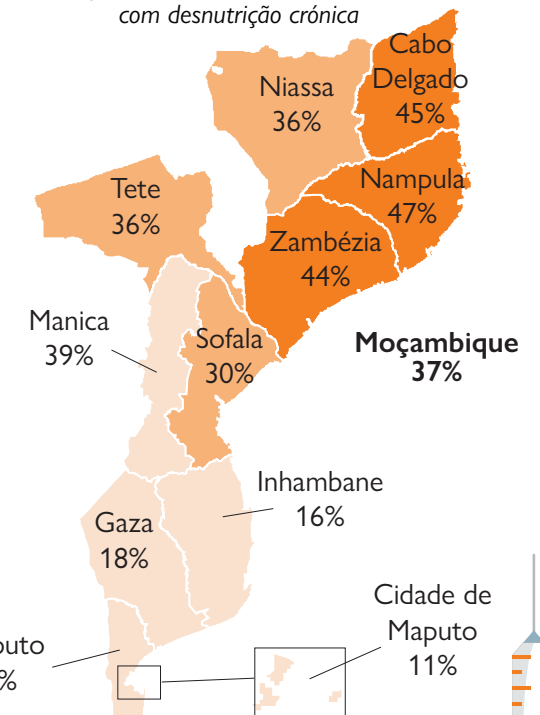 com desnutrição crónica
Cabo
Delgado
45%
Niassa
36%
Nampula
47%
Tete
36%
Zambézia
44%
Manica
39%
Sofala
30%
Moçambique
37%
Inhambane
16%
Gaza
18%
Cidade de
Maputo
11%